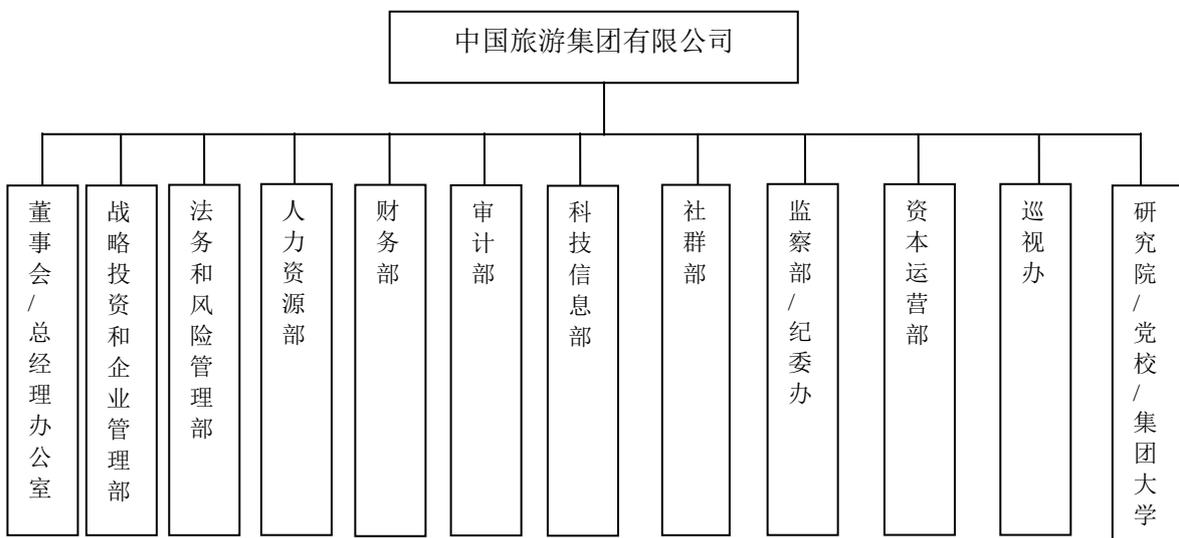 中国旅游集团有限公司
董事会/总经理办公室
战略投资和企业管理部
法务和风险管理部
人力资源部
财务部
审计部
科技信息部
社群部
监察部/纪委办
资本运营部
巡视办
研究院/党校/集团大学